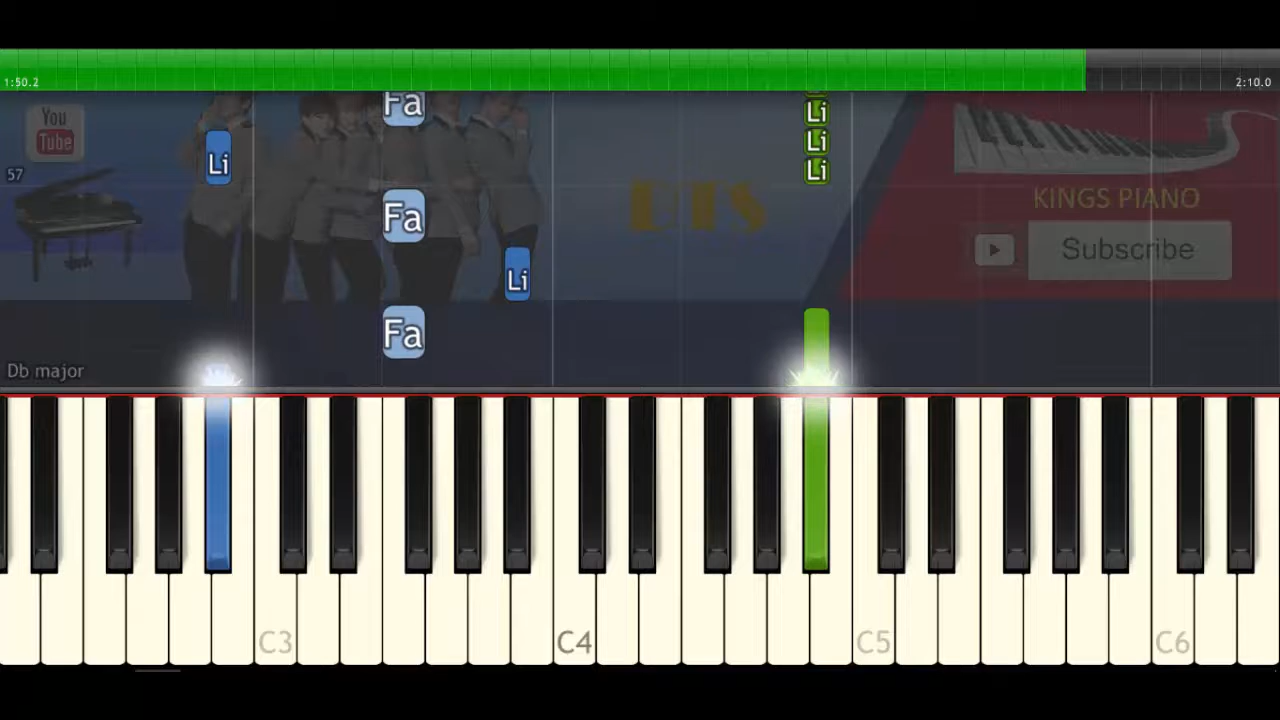 1:50.2
2:10.0
You
Tube
Fa
Li
Li
Li
Li
57
KINGS PIANO
BTS
Fa
Subscribe
Li
Fa
Db major
C3
C4
C5
C6